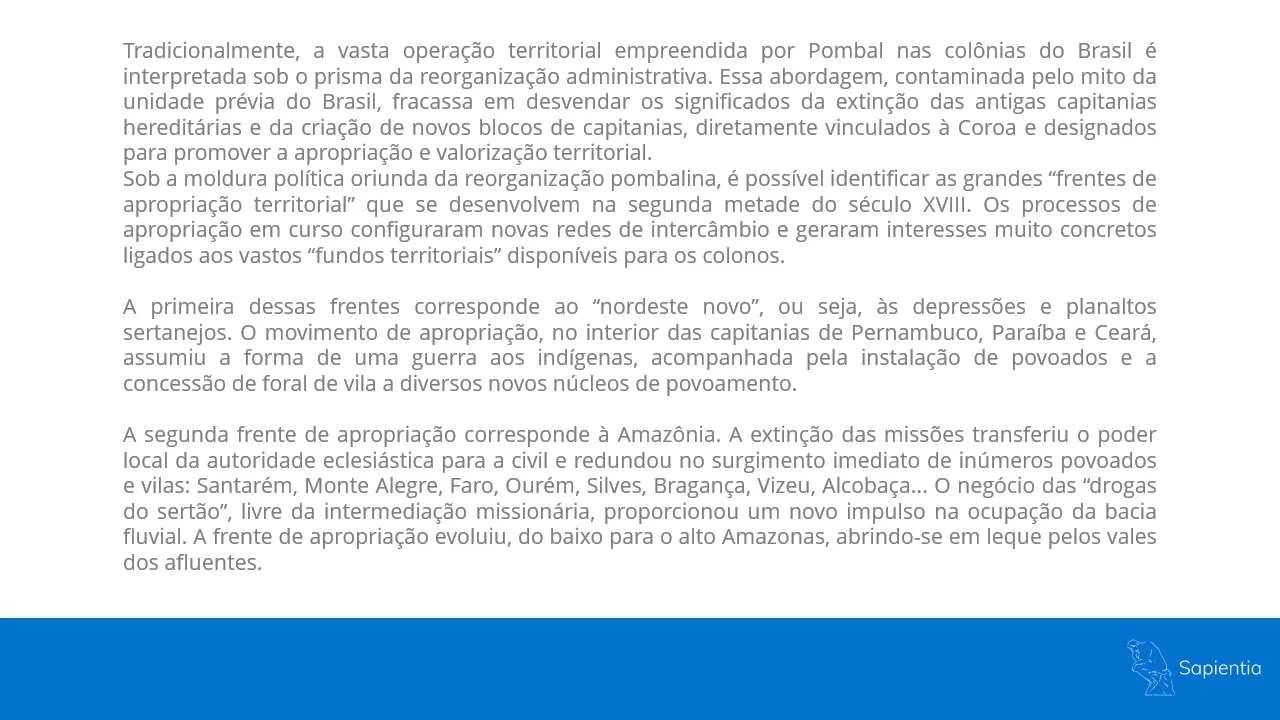 Tradicionalmente, a vasta operação territorial empreendida por Pombal nas colônias do Brasil é
interpretada sob o prisma da reorganização administrativa. Essa abordagem, contaminada pelo mito da
unidade prévia do Brasil, fracassa em desvendar os significados da extinção das antigas capitanias
hereditárias e da criação de novos blocos de capitanias, diretamente vinculados à Coroa e designados
para promover a apropriação e valorização territorial.
Sob a moldura política oriunda da reorganização pombalina, é possível identificar as grandes “frentes de
apropriação territorial” que se desenvolvem na segunda metade do século XVIII. Os processos de
apropriação em curso configuraram novas redes de intercâmbio e geraram interesses muito concretos
ligados aos vastos “fundos territoriais” disponíveis para os colonos.
A primeira dessas frentes corresponde ao “nordeste novo”, ou seja, às depressões e planaltos
sertanejos. O movimento de apropriação, no interior das capitanias de Pernambuco, Paraíba e Ceará,
assumiu a forma de uma guerra aos indígenas, acompanhada pela instalação de povoados e a
concessão de foral de vila a diversos novos núcleos de povoamento.
A segunda frente de apropriação corresponde à Amazônia. A extinção das missões transferiu o poder
local da autoridade eclesiástica para a civil e redundou no surgimento imediato de inúmeros povoados
e vilas: Santarém, Monte Alegre, Faro, Ourém, Silves, Bragança, Vizeu, Alcobaça... O negócio das “drogas
do sertão”, livre da intermediação missionária, proporcionou um novo impulso na ocupação da bacia
fluvial. A frente de apropriação evoluiu, do baixo para o alto Amazonas, abrindo-se em leque pelos vales
dos afluentes.
Sapientia